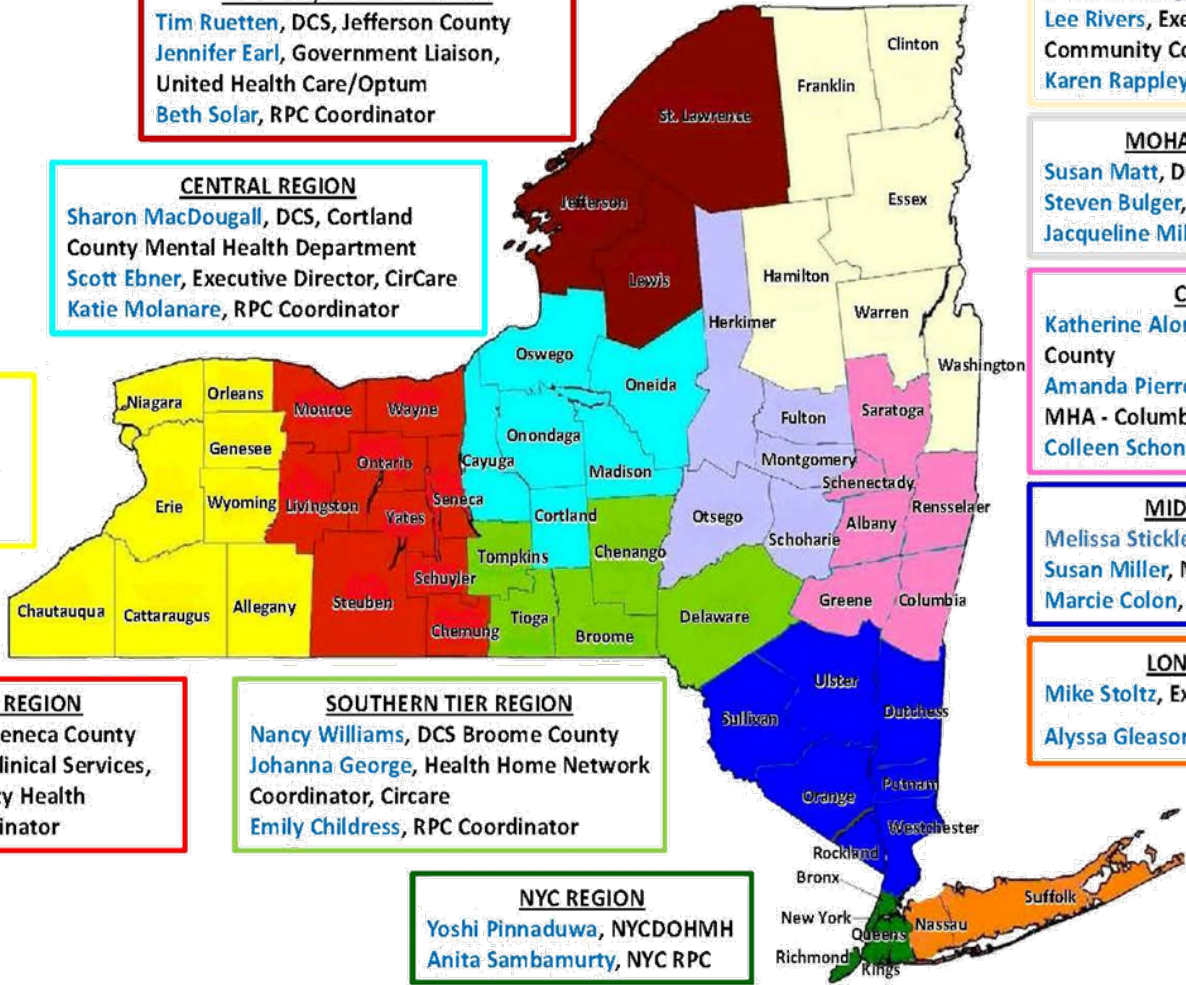 Tim Ruetten, DCS, Jefferson County
Jennifer Earl, Government Liaison,
United Health Care/Optum
Beth Solar, RPC Coordinator
CENTRAL REGION
Sharon MacDougall, DCS, Cortland
County Mental Health Department
Scott Ebner, Executive Director, CirCare
Katie Molanare, RPC Coordinator
Lee Rivers, Exe
Community Co
Karen Rappley
MOHA
Susan Matt, D
Steven Bulger,
Jacqueline Mil
C
Katherine Alo
County
Amanda Pierr
MHA - Columb
Colleen Schon
MID
Melissa Stickle
Susan Miller, M
Marcie Colon,
LON
Mike Stoltz, Ex
Alyssa Gleason
REGION
eneca County
linical Services,
y Health
inator
SOUTHERN TIER REGION
Nancy Williams, DCS Broome County
Johanna George, Health Home Network
Coordinator, Circare
Emily Childress, RPC Coordinator
NYC REGION
Yoshi Pinnaduwa, NYCDOHMH
Anita Sambamurty, NYC RPC
Clinton
Franklin
St. Lawrence
Essex
Jefferson
Lewis
Hamilton
Warren
Herkimer
Washington
Oswego
Oneida
Niagara
Orleans
Monroe
Wayne
Saratoga
Fulton
Onondaga
Genesee
Ontario
Cayuga
Madison
Montgomery
Schenectady
Erie
Wyoming
Livingston
Seneca
Yates
Cortland
Otsego
Rensselaer
Albany
Schoharie
Tompkins
Chenango
Schuyler
Chautauqua
Cattaraugus
Allegany
Steuben
Chemung
Tioga
Broome
Delaware
Greene
Columbia
Ulster
Sullivan
Dutchess
Orange
Putnam
Westchester
Rockland
Bronx
New York
Queens
Nassau
Suffolk
Richmond
Kings